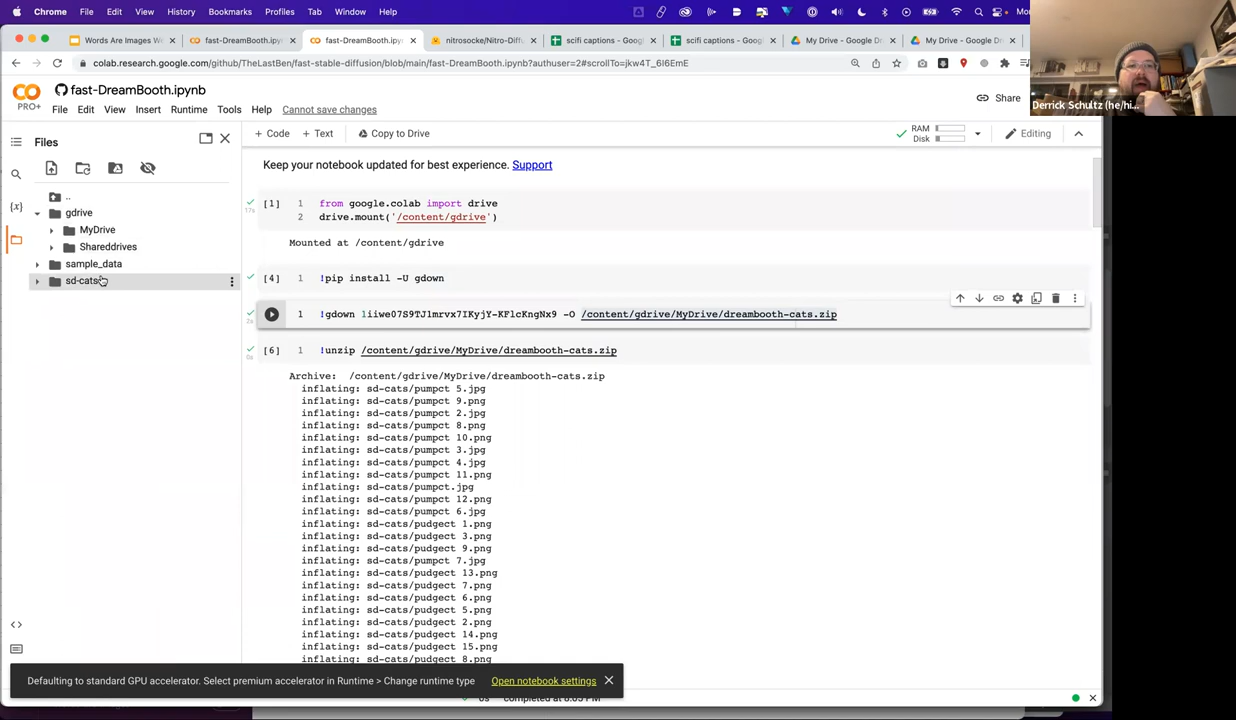 Chrome File Edit View History Bookmarks Profiles Tab Window Help
Words Are Images W
fast-DreamBooth.ipynb
fast-DreamBooth.ipyn
nitrosocke/Nitro-Diff
scifi captions - Goog
scifi captions - Googl
My Drive - Google D
My Drive - Google D
colab.research.google.com/github/TheLastBen/fast-stable-diffusion/blob/main/fast-DreamBooth.ipynb?authuser=2#scrollTo=jkw4T_6I6EmE
Derrick Schultz (he/hi...
PRO+
fast-DreamBooth.ipynb
File Edit View Insert Runtime Tools Help Cannot save changes
Share
Files
+ Code + Text Copy to Drive
RAM
Disk
Editing
Keep your notebook updated for best experience. Support
..
gdrive
MyDrive
Shareddrives
sample_data
sd-cats
{x}
[1] 1 from google.colab import drive
17s
2 drive.mount('/content/gdrive')
Mounted at /content/gdrive
[4] 1 !pip install -U gdown
1 !gdown 1iiwe07S9TJ1mrvx7IKyjY-KFlcKngNx9 -O /content/gdrive/MyDrive/dreambooth-cats.zip
2s
[6] 1 !unzip /content/gdrive/MyDrive/dreambooth-cats.zip
0s
Archive: /content/gdrive/MyDrive/dreambooth-cats.zip
inflating: sd-cats/pumpct 5.jpg
inflating: sd-cats/pumpct 9.png
inflating: sd-cats/pumpct 2.jpg
inflating: sd-cats/pumpct 8.png
inflating: sd-cats/pumpct 10.png
inflating: sd-cats/pumpct 3.jpg
inflating: sd-cats/pumpct 4.jpg
inflating: sd-cats/pumpct 11.png
inflating: sd-cats/pumpct.jpg
inflating: sd-cats/pumpct 12.png
inflating: sd-cats/pumpct 6.jpg
inflating: sd-cats/pudgect 1.png
inflating: sd-cats/pudgect 3.png
inflating: sd-cats/pudgect 9.png
inflating: sd-cats/pumpct 7.jpg
inflating: sd-cats/pudgect 13.png
inflating: sd-cats/pudgect 7.png
inflating: sd-cats/pudgect 6.png
inflating: sd-cats/pudgect 5.png
inflating: sd-cats/pudgect 2.png
inflating: sd-cats/pudgect 14.png
inflating: sd-cats/pudgect 15.png
inflating: sd-cats/pudgect 8.png
Defaulting to standard GPU accelerator. Select premium accelerator in Runtime > Change runtime type Open notebook settings